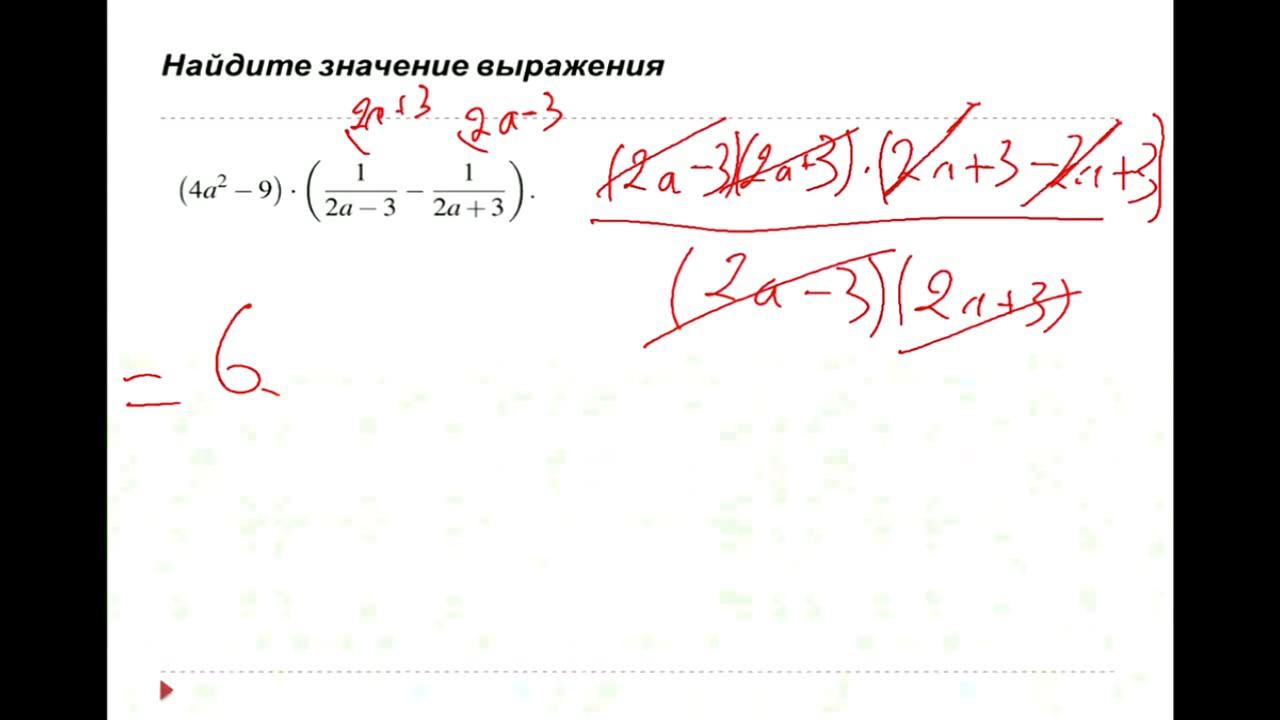 Найдите значение выражения
2a+3 2a-3
(4a² − 9) · (1/(2a − 3) − 1/(2a + 3)).
(2a-3)(2a+3)·(2a+3-2a+3)
(2a-3)(2a+3)
= 6